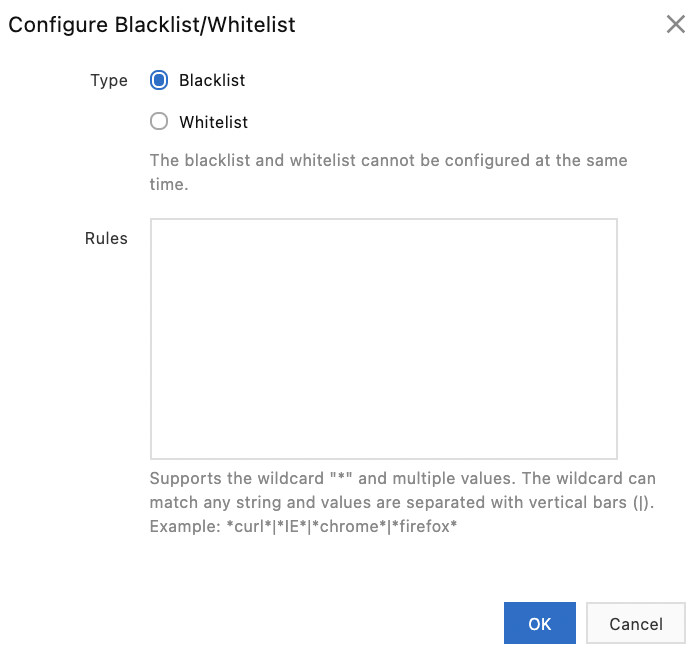 Configure Blacklist/Whitelist
Type
Blacklist
Whitelist
The blacklist and whitelist cannot be configured at the same
time.
Rules
Supports the wildcard "*" and multiple values. The wildcard can
match any string and values are separated with vertical bars (|).
Example: *curl*|*IE*|*chrome*|*firefox*
OK
Cancel